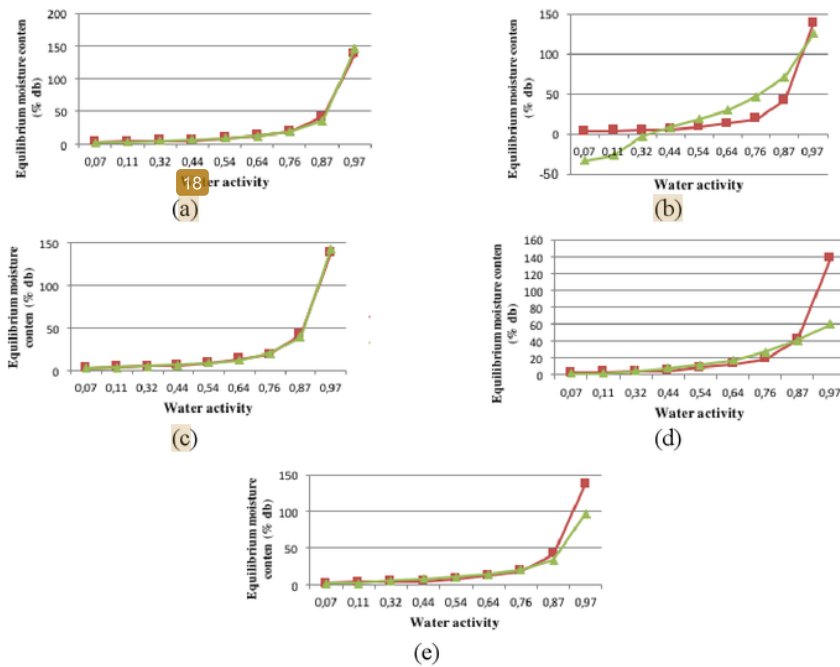 Equilibrium moisture conten
(% db)
200
150
100
50
0
0,07 0,11 0,32 0,44 0,54 0,64 0,76 0,87 0,97
18
Water activity
(a)
Equilibrium moisture conten
(% db)
150
100
50
0
-50
0,07 0,11 0,32 0,44 0,54 0,64 0,76 0,87 0,97
Water activity
(b)
Equilibrium moisture
conten (% db)
150
100
50
0
0,07 0,11 0,32 0,44 0,54 0,64 0,76 0,87 0,97
Water activity
(c)
Equilibrium moisture conten
(% db)
160
140
120
100
80
60
40
20
0
0,07 0,11 0,32 0,44 0,54 0,64 0,76 0,87 0,97
Water activity
(d)
Equilibrium moisture
conten (% db)
150
100
50
0
0,07 0,11 0,32 0,44 0,54 0,64 0,76 0,87 0,97
Water activity
(e)